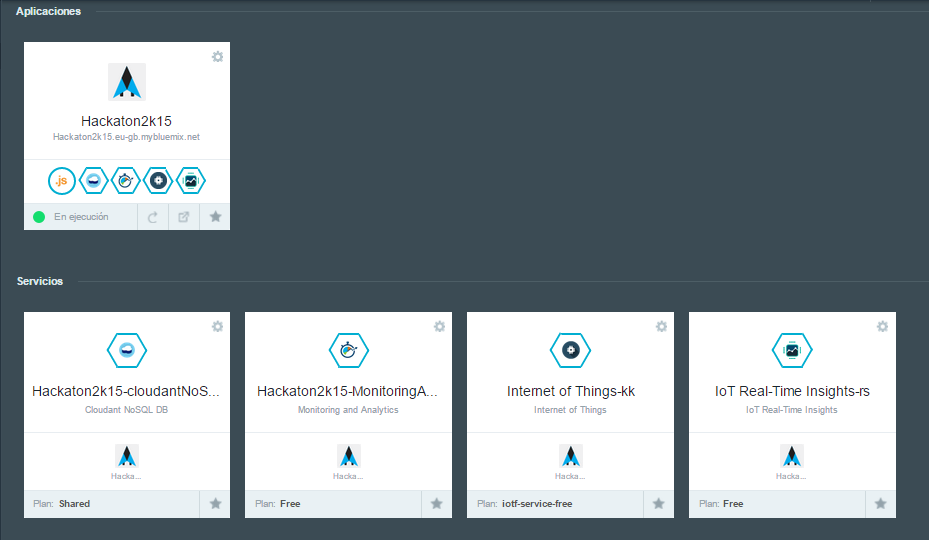 Aplicaciones
Hackaton2k15
Hackaton2k15.eu-gb.mybluemix.net
.js
En ejecución
Servicios
Hackaton2k15-cloudantNoS...
Cloudant NoSQL DB
Hacka...
Plan: Shared
Hackaton2k15-MonitoringA...
Monitoring and Analytics
Hacka...
Plan: Free
Internet of Things-kk
Internet of Things
Hacka...
Plan: iotf-service-free
IoT Real-Time Insights-rs
IoT Real-Time Insights
Hacka...
Plan: Free